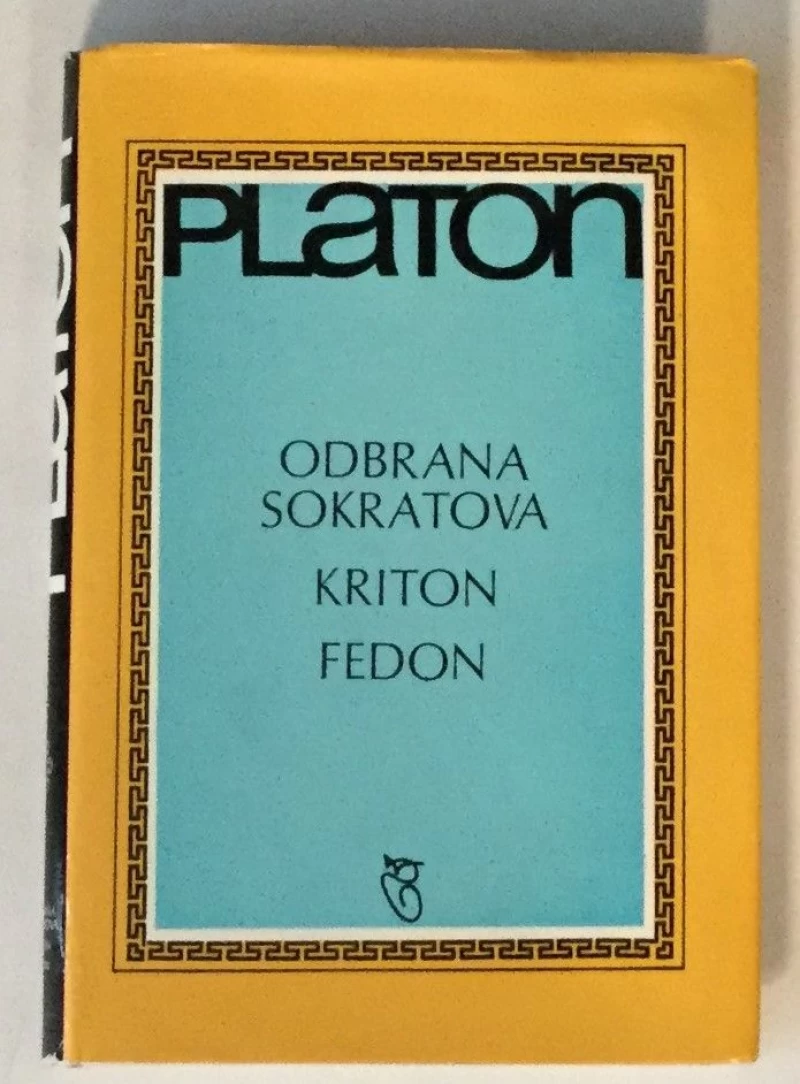 PLaTOn
ODBRANA
SOKRATOVA
KRITON
FEDON